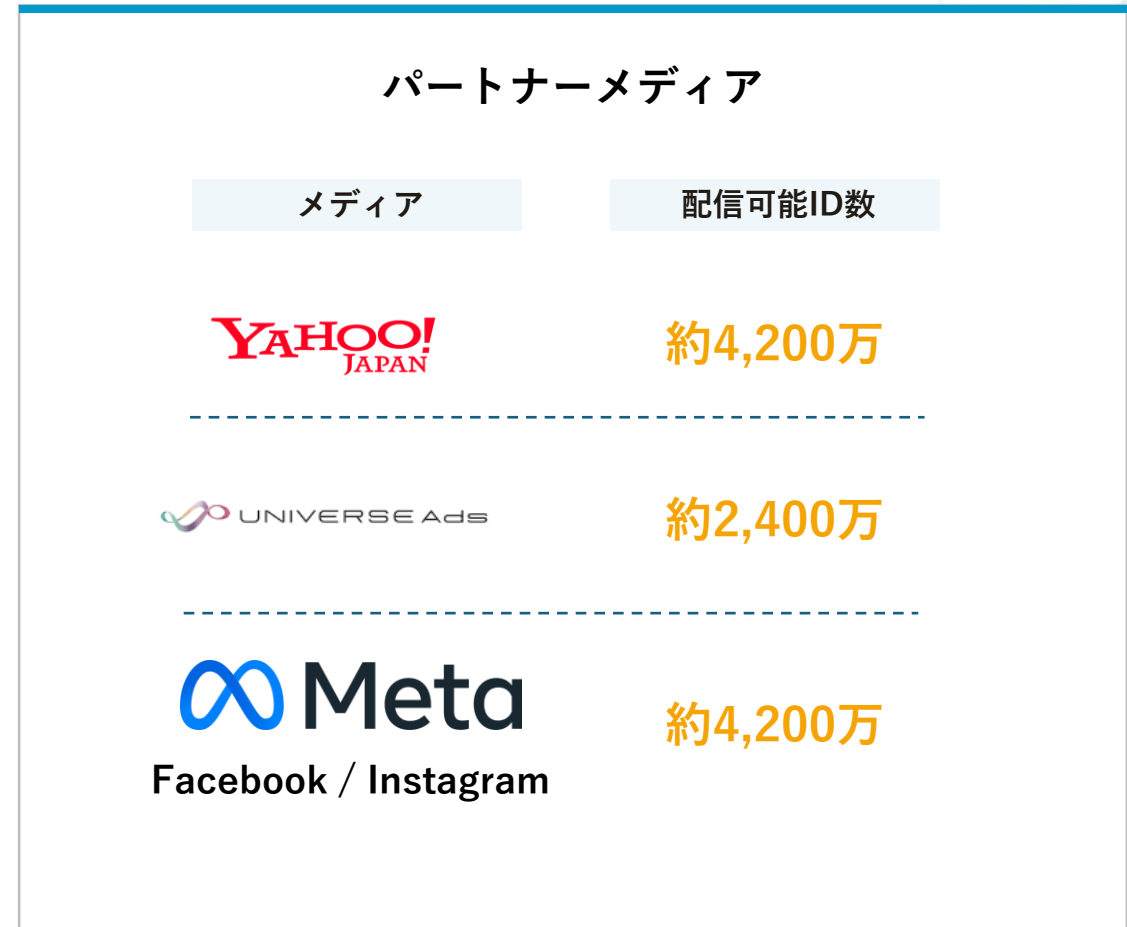 パートナーメディア
メディア 配信可能ID数
YAHOO!
JAPAN
約4,200万
UNIVERSE Ads 約2,400万
Meta
約4,200万
Facebook / Instagram